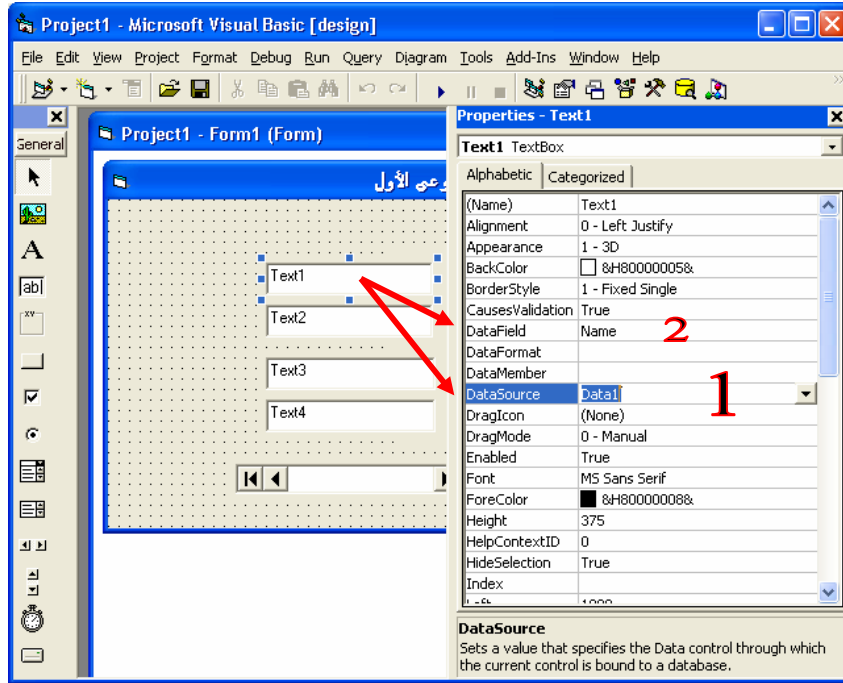 Project1 - Microsoft Visual Basic [design]
File Edit View Project Format Debug Run Query Diagram Tools Add-Ins Window Help
General
Project1 - Form1 (Form)
وعي الأول
Text1
Text2
Text3
Text4
Properties - Text1
Text1 TextBox
Alphabetic Categorized
(Name) Text1
Alignment 0 - Left Justify
Appearance 1 - 3D
BackColor &H80000005&
BorderStyle 1 - Fixed Single
CausesValidation True
DataField Name
2
DataFormat
DataMember
DataSource Data1
1
DragIcon (None)
DragMode 0 - Manual
Enabled True
Font MS Sans Serif
ForeColor &H80000008&
Height 375
HelpContextID 0
HideSelection True
Index
DataSource
Sets a value that specifies the Data control through which
the current control is bound to a database.